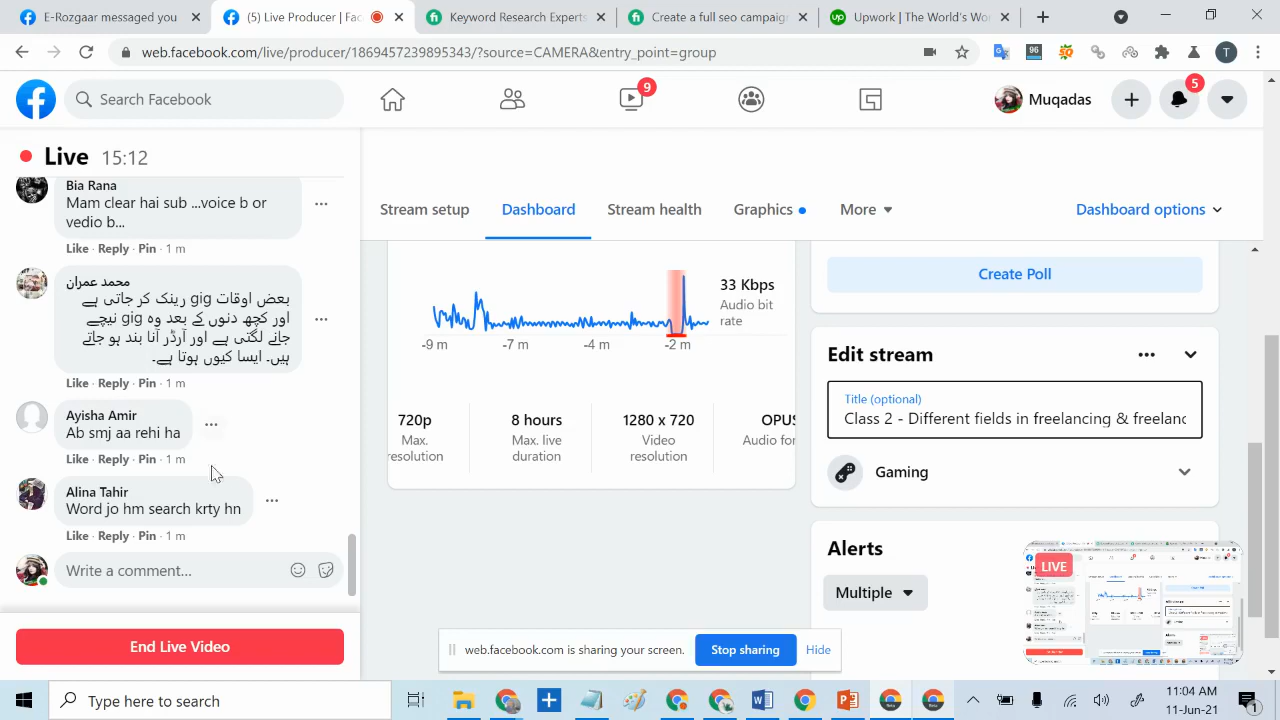 E-Rozgar messaged you
(1) Live Producer | Fac
Keyword Research Experts
Create a full seo campaign
Upwork | The World's Wo
web.facebook.com/live/producer/1869457239895343/?source=CAMERA&entry_point=group
96
T
Search Facebook
9
Muqadas
5
Live 15:12
Bia Rana
Mam clear hai sub ...voice b or
vedio b...
Like · Reply · Pin · 1 m
محمد عمران
بعض اوقات gig رینک کر جاتی ہے
اور کچھ دنوں کے بعد وہ gig نیچے
جانے لگتی ہے اور آرڈر انا بند ہو جاتے
ہیں۔ ایسا کیوں ہوتا ہے۔
Like · Reply · Pin · 1 m
Ayisha Amir
Ab smj aa rehi ha
Like · Reply · Pin · 1 m
Alina Tahir
Word jo hm search krty hn
Like · Reply · Pin · 1 m
Write a comment...
End Live Video
Stream setup
Dashboard
Stream health
Graphics
More
Dashboard options
33 Kbps
Audio bit
rate
-9 m -7 m -4 m -2 m
720p
Max.
resolution
8 hours
Max. live
duration
1280 x 720
Video
resolution
OPUS
Audio for
Create Poll
Edit stream
Title (optional)
Class 2 - Different fields in freelancing & freelanc
Gaming
Alerts
Multiple
LIVE
web.facebook.com is sharing your screen.
Stop sharing
Hide
Type here to search
11:04 AM
11-Jun-21
1